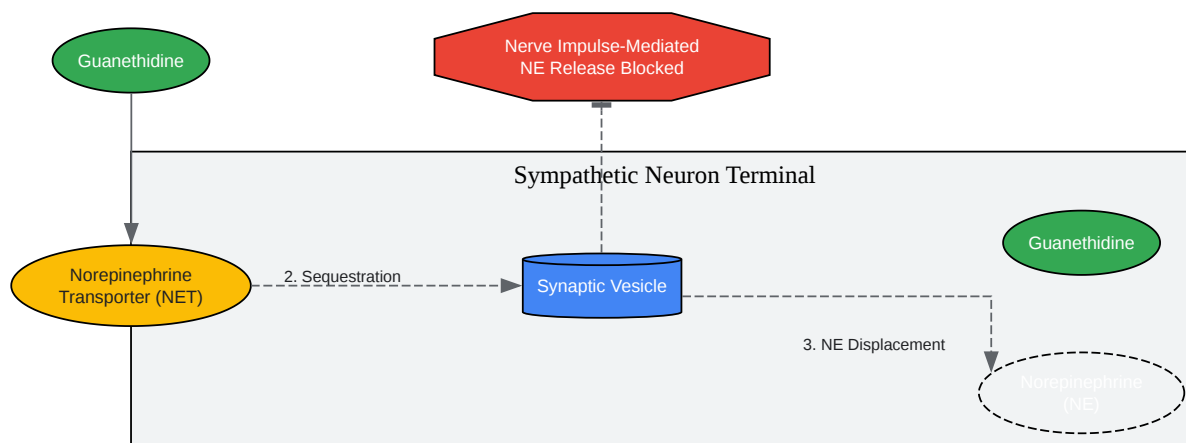 Guanethidine
Nerve Impulse-Mediated
NE Release Blocked
Sympathetic Neuron Terminal
Guanethidine
Norepinephrine
Transporter (NET)
2. Sequestration
Synaptic Vesicle
3. NE Displacement
Norepinephrine
(NE)